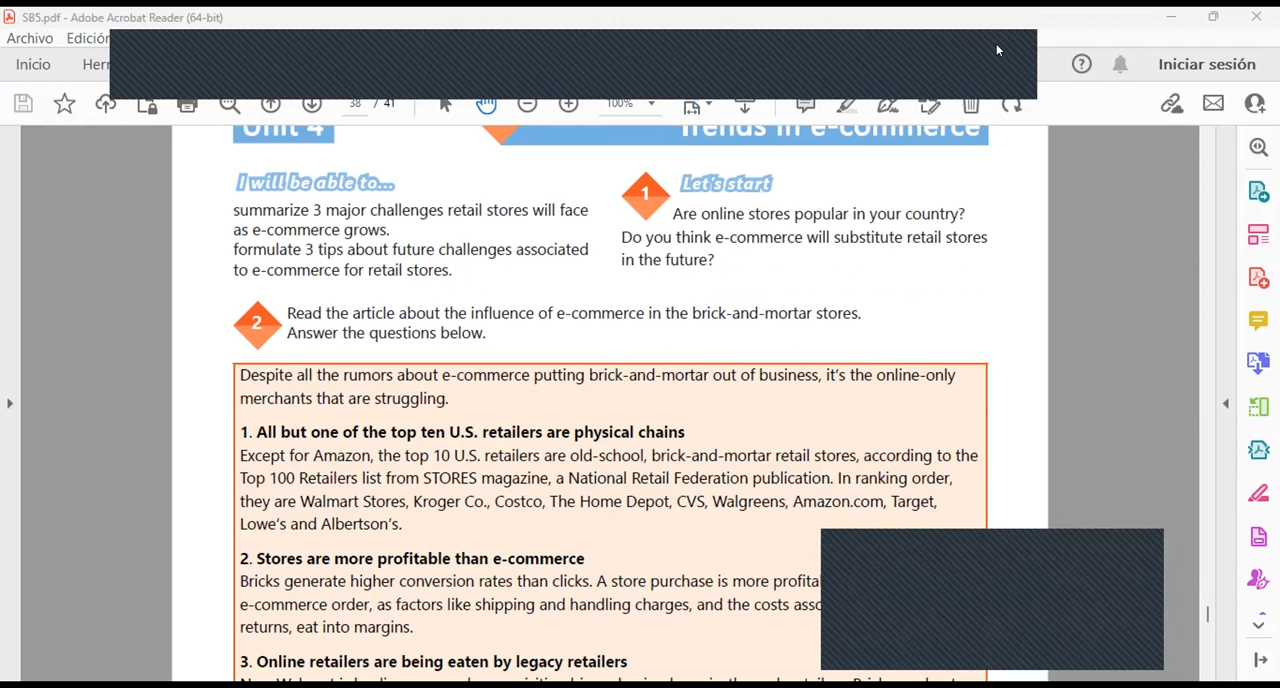 SB5.pdf - Adobe Acrobat Reader (64-bit)
Archivo Edición
Inicio
Iniciar sesión
38 / 41
100%
Unit 4
Trends in e-commerce
I will be able to...
summarize 3 major challenges retail stores will face
as e-commerce grows.
formulate 3 tips about future challenges associated
to e-commerce for retail stores.
1
Let's start
Are online stores popular in your country?
Do you think e-commerce will substitute retail stores
in the future?
2
Read the article about the influence of e-commerce in the brick-and-mortar stores.
Answer the questions below.
Despite all the rumors about e-commerce putting brick-and-mortar out of business, it's the online-only
merchants that are struggling.
1. All but one of the top ten U.S. retailers are physical chains
Except for Amazon, the top 10 U.S. retailers are old-school, brick-and-mortar retail stores, according to the
Top 100 Retailers list from STORES magazine, a National Retail Federation publication. In ranking order,
they are Walmart Stores, Kroger Co., Costco, The Home Depot, CVS, Walgreens, Amazon.com, Target,
Lowe's and Albertson's.
2. Stores are more profitable than e-commerce
Bricks generate higher conversion rates than clicks. A store purchase is more
e-commerce order, as factors like shipping and handling charges, and the costs
returns, eat into margins.
3. Online retailers are being eaten by legacy retailers